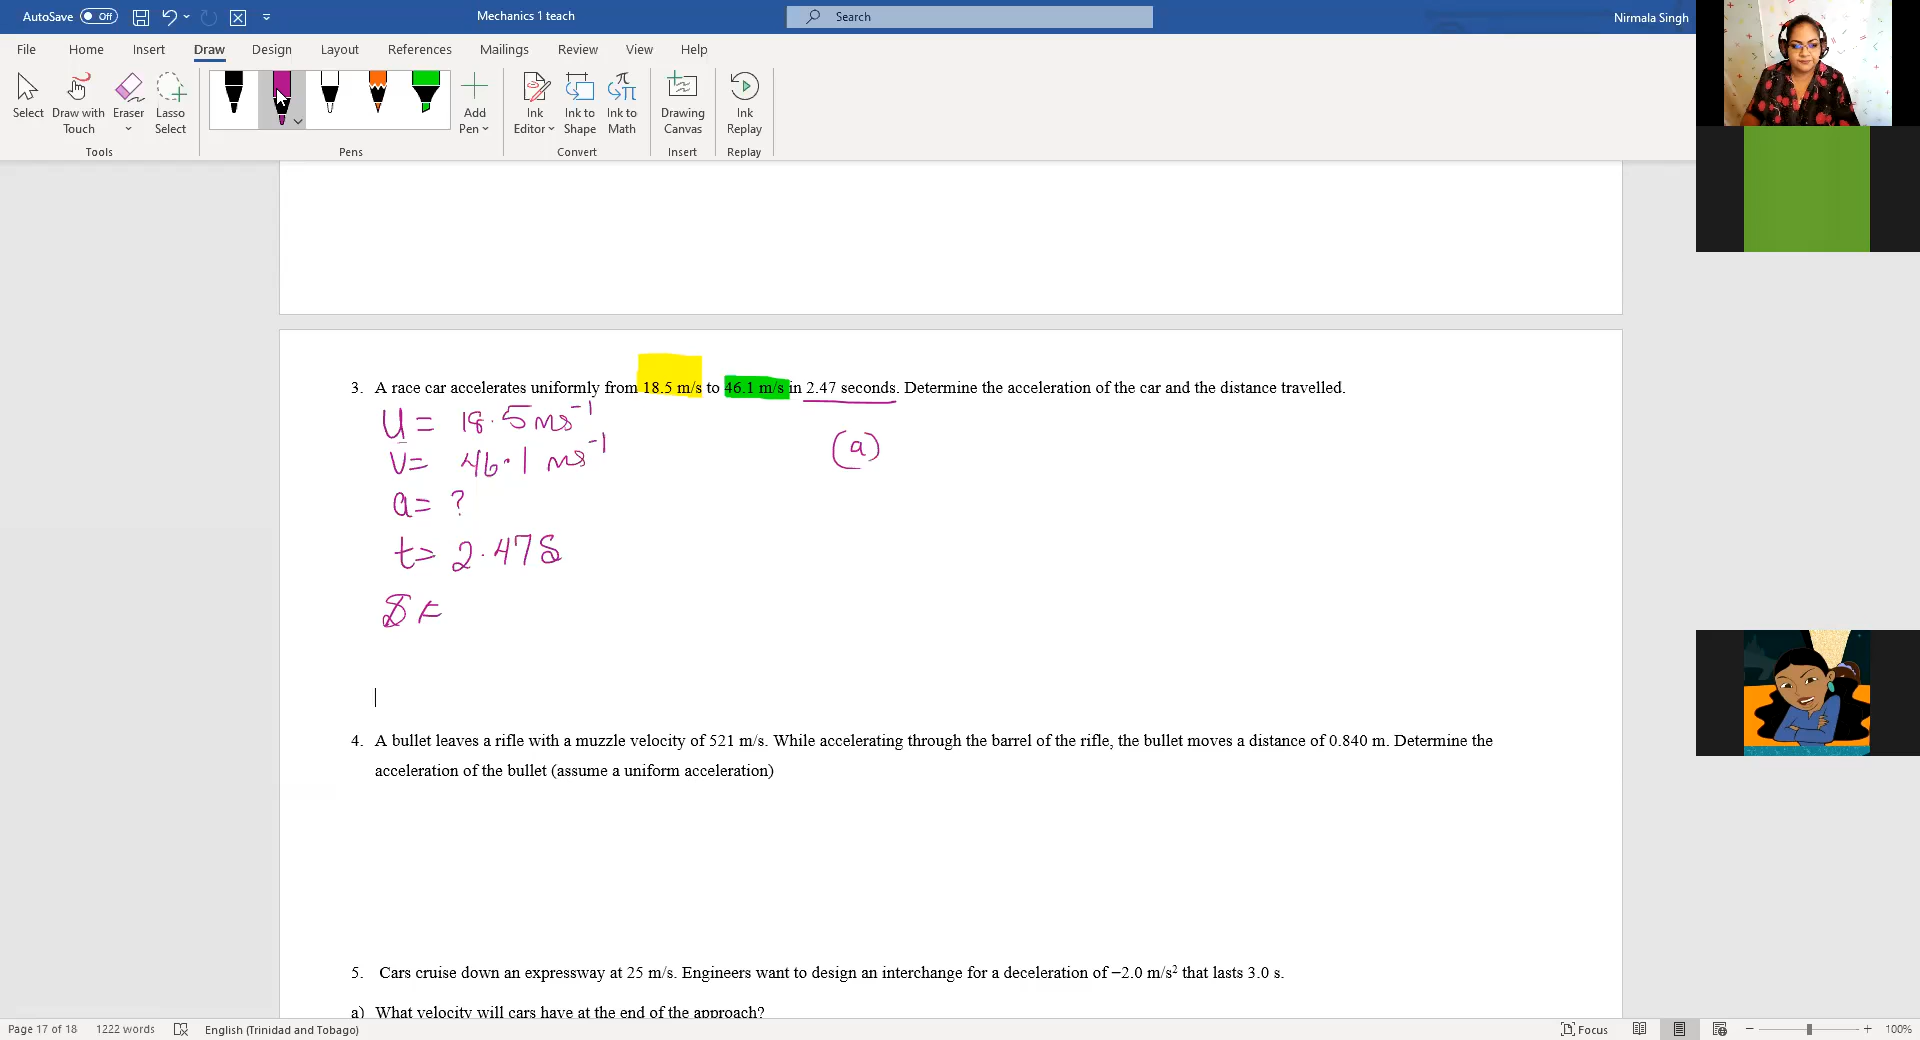 AutoSave Off
Mechanics 1 teach
Search
Nirmala Singh
File Home Insert Draw Design Layout References Mailings Review View Help
Select
Draw with Touch
Eraser
Lasso Select
Add Pen
Ink Editor
Ink to Shape
Ink to Math
Drawing Canvas
Ink Replay
Tools Pens Convert Insert Replay
3. A race car accelerates uniformly from 18.5 m/s to 46.1 m/s in 2.47 seconds. Determine the acceleration of the car and the distance travelled.
u = 18.5 ms⁻¹
v = 46.1 ms⁻¹
(a)
a = ?
t = 2.47 s
s =
4. A bullet leaves a rifle with a muzzle velocity of 521 m/s. While accelerating through the barrel of the rifle, the bullet moves a distance of 0.840 m. Determine the
acceleration of the bullet (assume a uniform acceleration)
5. Cars cruise down an expressway at 25 m/s. Engineers want to design an interchange for a deceleration of −2.0 m/s² that lasts 3.0 s.
a) What velocity will cars have at the end of the approach?
Page 17 of 18 1222 words English (Trinidad and Tobago) Focus 100%